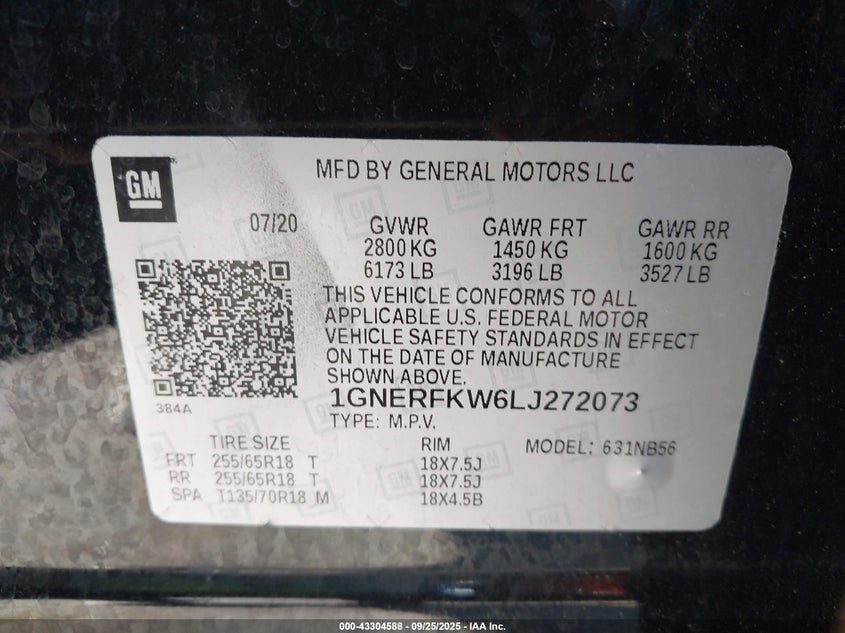 GM
MFD BY GENERAL MOTORS LLC
07/20 GVWR GAWR FRT GAWR RR
2800 KG 1450 KG 1600 KG
6173 LB 3196 LB 3527 LB
THIS VEHICLE CONFORMS TO ALL
APPLICABLE U.S. FEDERAL MOTOR
VEHICLE SAFETY STANDARDS IN EFFECT
ON THE DATE OF MANUFACTURE
SHOWN ABOVE.
384A
1GNERFKW6LJ272073
TYPE: M.P.V.
TIRE SIZE RIM MODEL: 631NB56
FRT 255/65R18 T 18X7.5J
RR 255/65R18 T 18X7.5J
SPA T135/70R18 M 18X4.5B
000-43304588 - 09/25/2025 - IAA Inc.